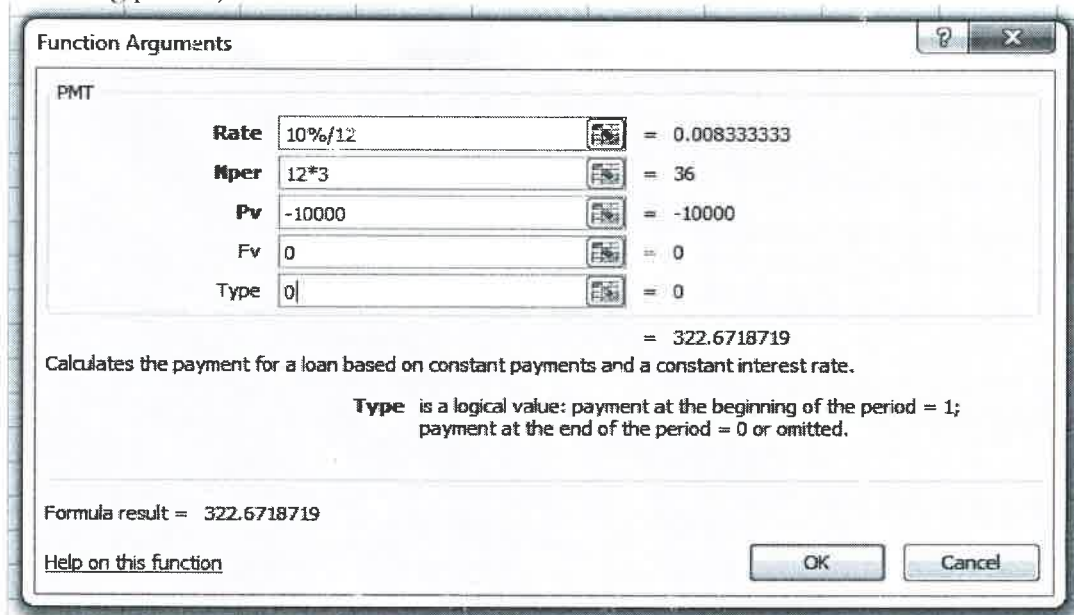 Function Arguments
PMT
Rate 10%/12 = 0.008333333
Nper 12*3 = 36
Pv -10000 = -10000
Fv 0 = 0
Type 0 = 0
= 322.6718719
Calculates the payment for a loan based on constant payments and a constant interest rate.
Type is a logical value: payment at the beginning of the period = 1;
payment at the end of the period = 0 or omitted.
Formula result = 322.6718719
Help on this function
OK Cancel